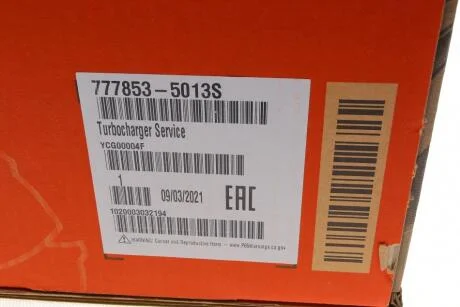 777853-5013S
Turbocharger Service
YCG00004F
1
09/03/2021
EAC
1020003032194
WARNING! Cancer and Reproductive Harm - www.P65Warnings.ca.gov